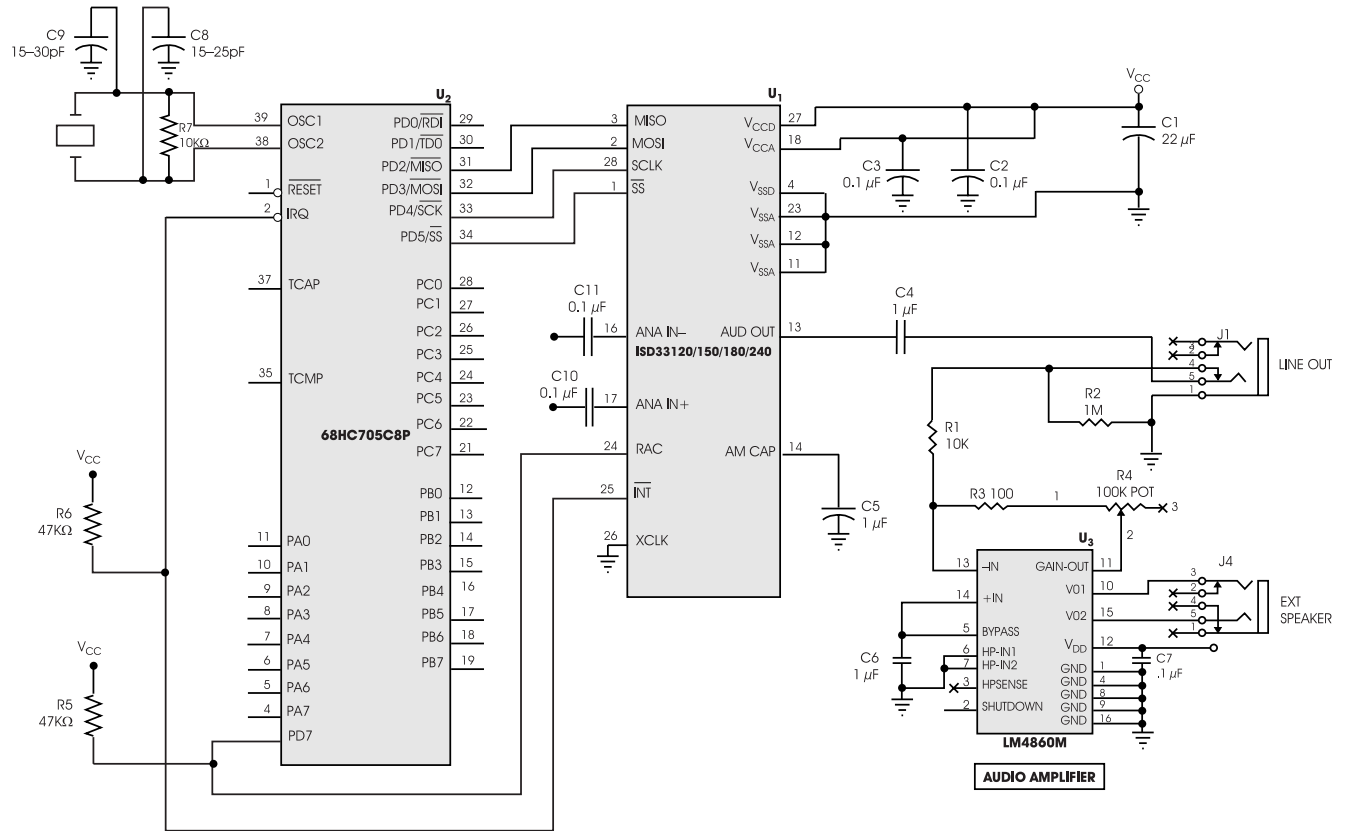 C9
15–30pF
C8
15–25pF
R7
10KΩ
U2
39
OSC1
38
OSC2
1
RESET
2
IRQ
37
TCAP
35
TCMP
68HC705C8P
11
PA0
10
PA1
9
PA2
8
PA3
7
PA4
6
PA5
5
PA6
4
PA7
PD7
PD0/RDI
29
PD1/TD0
30
PD2/MISO
31
PD3/MOSI
32
PD4/SCK
33
PD5/SS
34
PC0
28
PC1
27
PC2
26
PC3
25
PC4
24
PC5
23
PC6
22
PC7
21
PB0
12
PB1
13
PB2
14
PB3
15
PB4
16
PB5
17
PB6
18
PB7
19
VCC
R6
47KΩ
VCC
R5
47KΩ
U1
3
MISO
2
MOSI
28
SCLK
1
SS
C11
0.1 µF
16
ANA IN–
C10
0.1 µF
17
ANA IN+
24
RAC
25
INT
26
XCLK
ISD33120/150/180/240
VCCD
27
VCCA
18
VSSD
4
VSSA
23
VSSA
12
VSSA
11
AUD OUT
13
AM CAP
14
VCC
C1
22 µF
C3
0.1 µF
C2
0.1 µF
C4
1 µF
C5
1 µF
J1
3
2
4
5
1
LINE OUT
R2
1M
R1
10K
R3 100
1
R4
100K POT
3
2
U3
13
–IN
14
+IN
5
BYPASS
6
HP-IN1
7
HP-IN2
3
HPSENSE
2
SHUTDOWN
GAIN-OUT
11
V01
10
V02
15
VDD
12
GND
1
GND
4
GND
8
GND
9
GND
16
LM4860M
C6
1 µF
C7
.1 µF
J4
3
2
4
5
1
EXT
SPEAKER
AUDIO AMPLIFIER